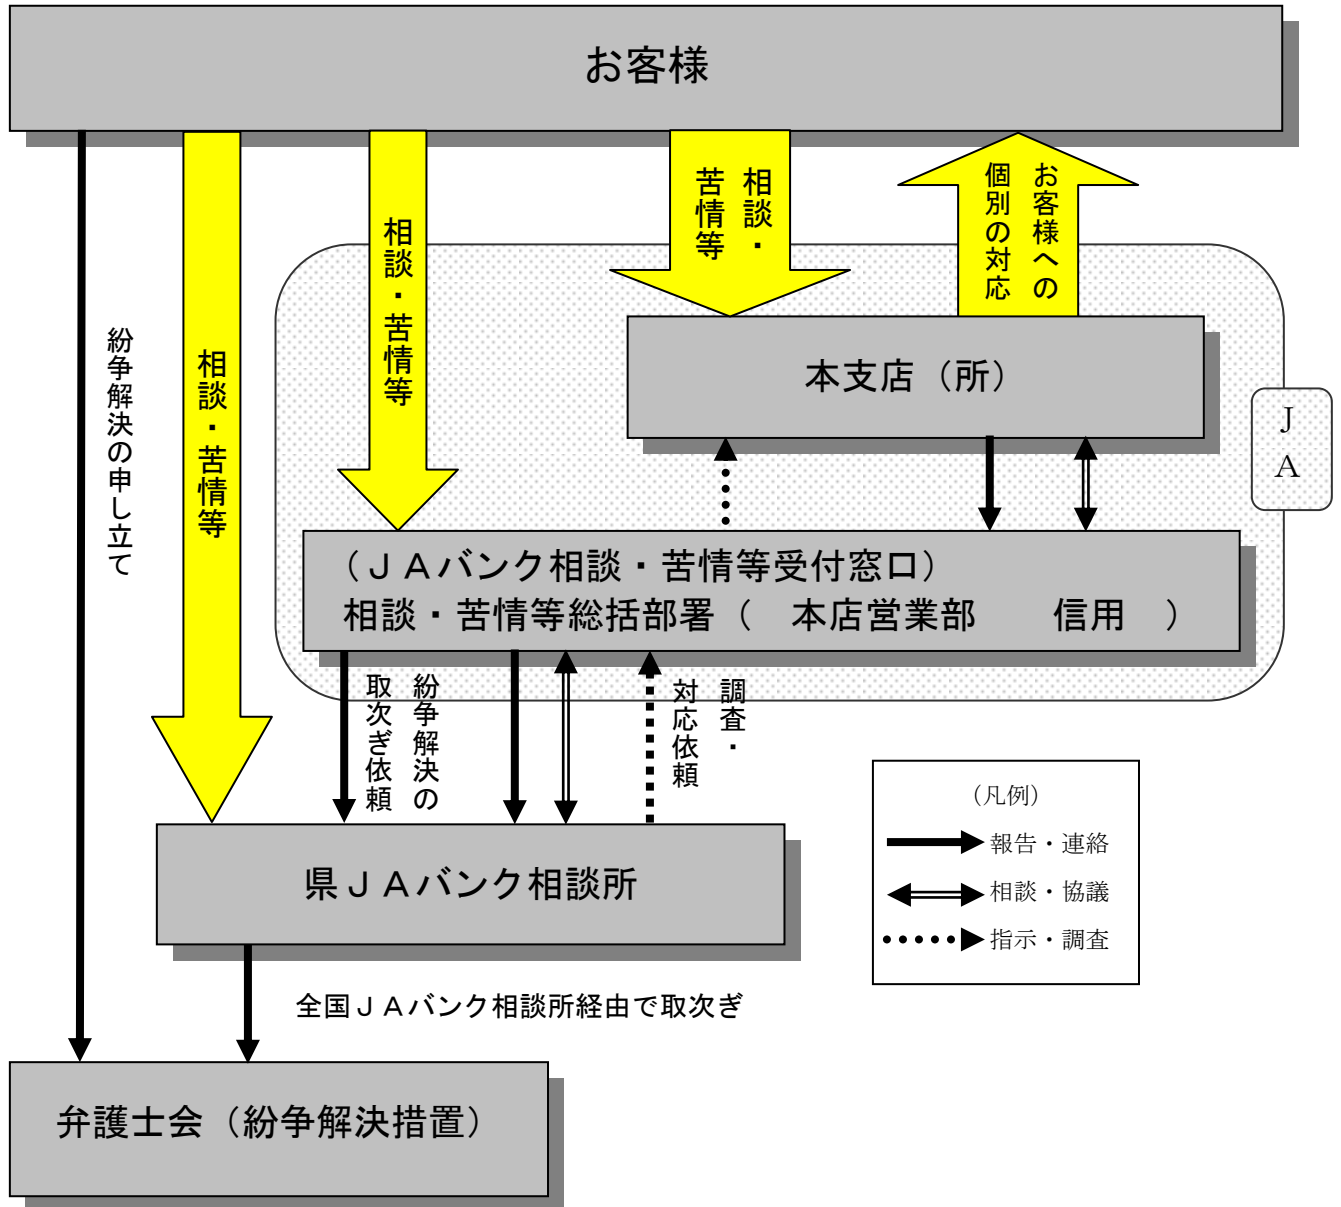 お客様
紛争解決の申し立て
相談・苦情等
相談・苦情等
相談・
苦情等
お客様への
個別の対応
本支店（所）
J
A
（ＪＡバンク相談・苦情等受付窓口）
相談・苦情等総括部署（　本店営業部　　信用　）
紛争解決の
取次ぎ依頼
調査・
対応依頼
県ＪＡバンク相談所
（凡例）
報告・連絡
相談・協議
指示・調査
全国ＪＡバンク相談所経由で取次ぎ
弁護士会（紛争解決措置）